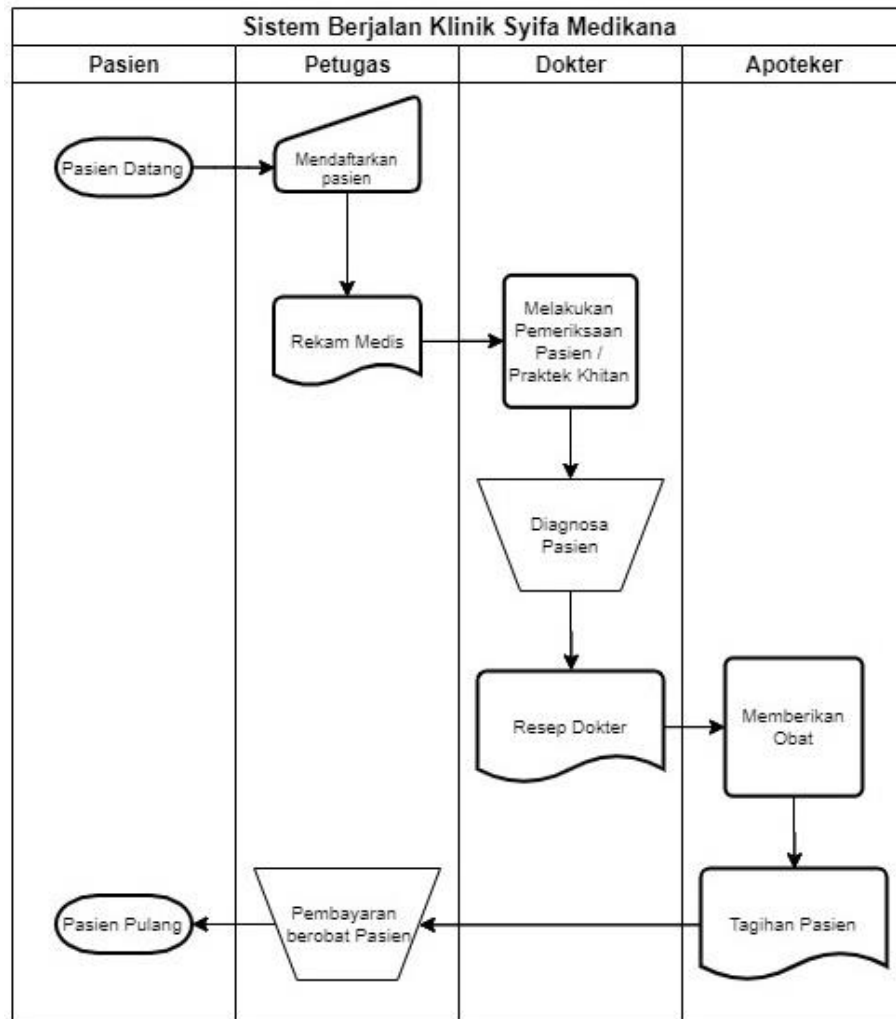 Sistem Berjalan Klinik Syifa Medikana
Pasien
Petugas
Dokter
Apoteker
Pasien Datang
Mendaftarkan
pasien
Rekam Medis
Melakukan
Pemeriksaan
Pasien /
Praktek Khitan
Diagnosa
Pasien
Resep Dokter
Memberikan
Obat
Tagihan Pasien
Pembayaran
berobat Pasien
Pasien Pulang